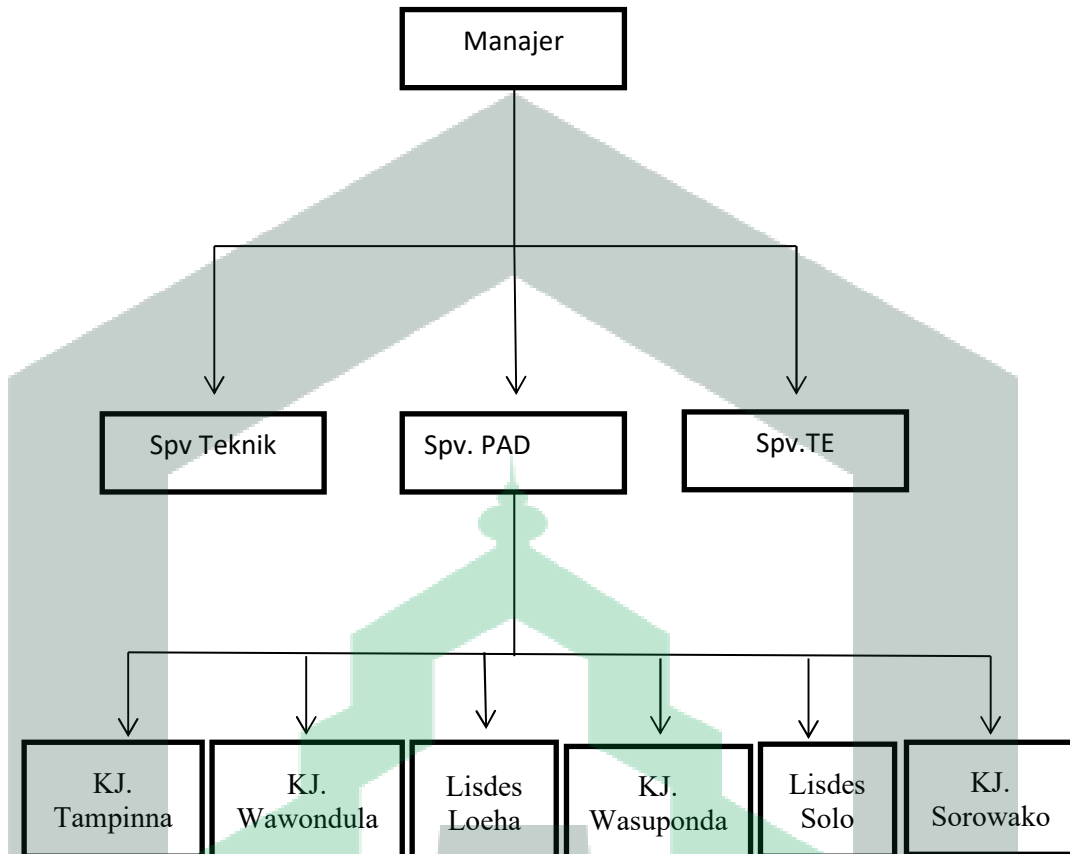 Manajer
Spv Teknik
Spv. PAD
Spv.TE
KJ.
Tampinna
KJ.
Wawondula
Lisdes
Loeha
KJ.
Wasuponda
Lisdes
Solo
KJ.
Sorowako